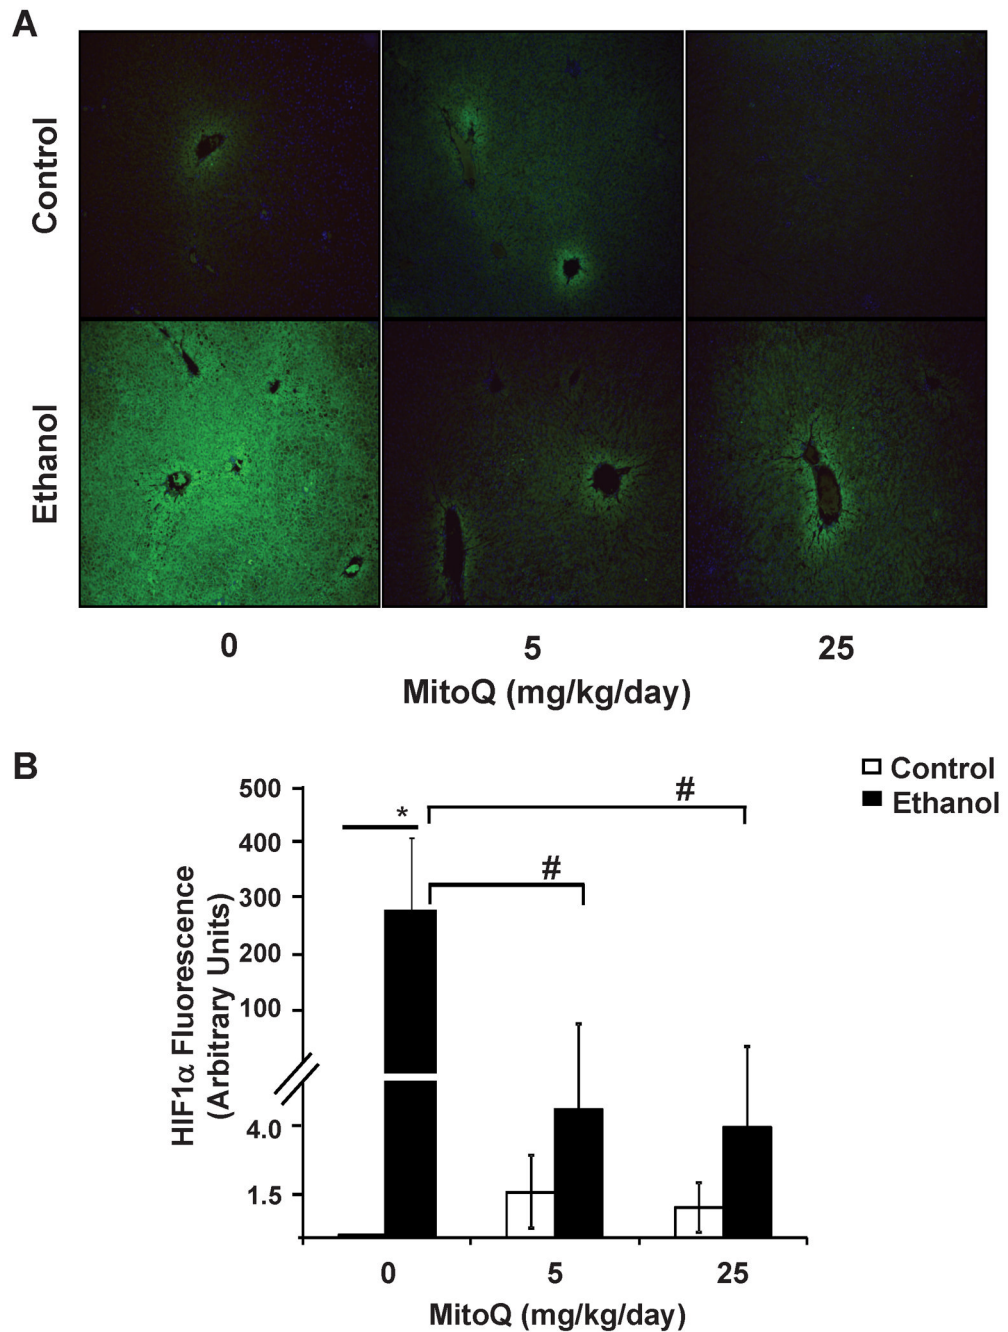 A
Control
Ethanol
0 5 25
MitoQ (mg/kg/day)
B
Control
Ethanol
HIF1α Fluorescence
(Arbitrary Units)
500
400
300
200
100
4.0
1.5
*
#
#
0 5 25
MitoQ (mg/kg/day)